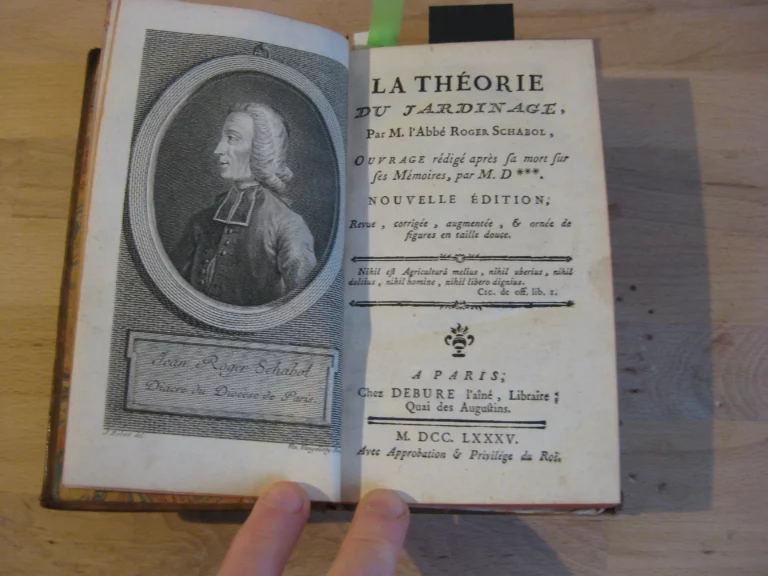 Jean Roger Schabol
Diacre du Diocèse de Paris.
LA THÉORIE
DU JARDINAGE,
Par M. l'Abbé ROGER SCHABOL,
OUVRAGE rédigé après ſa mort ſur
ſes Mémoires, par M. D ***.
NOUVELLE ÉDITION,
Revue, corrigée, augmentée, & ornée de
figures en taille douce.
Nihil eſt Agriculturâ melius, nihil uberius, nihil
dulcius, nihil homine, nihil libero dignius.
CIC. de off. lib. 1.
A PARIS,
Chez DEBURE l'aîné, Libraire;
Quai des Auguſtins.
M. DCC. LXXXV.
Avec Approbation & Privilége du Roi.